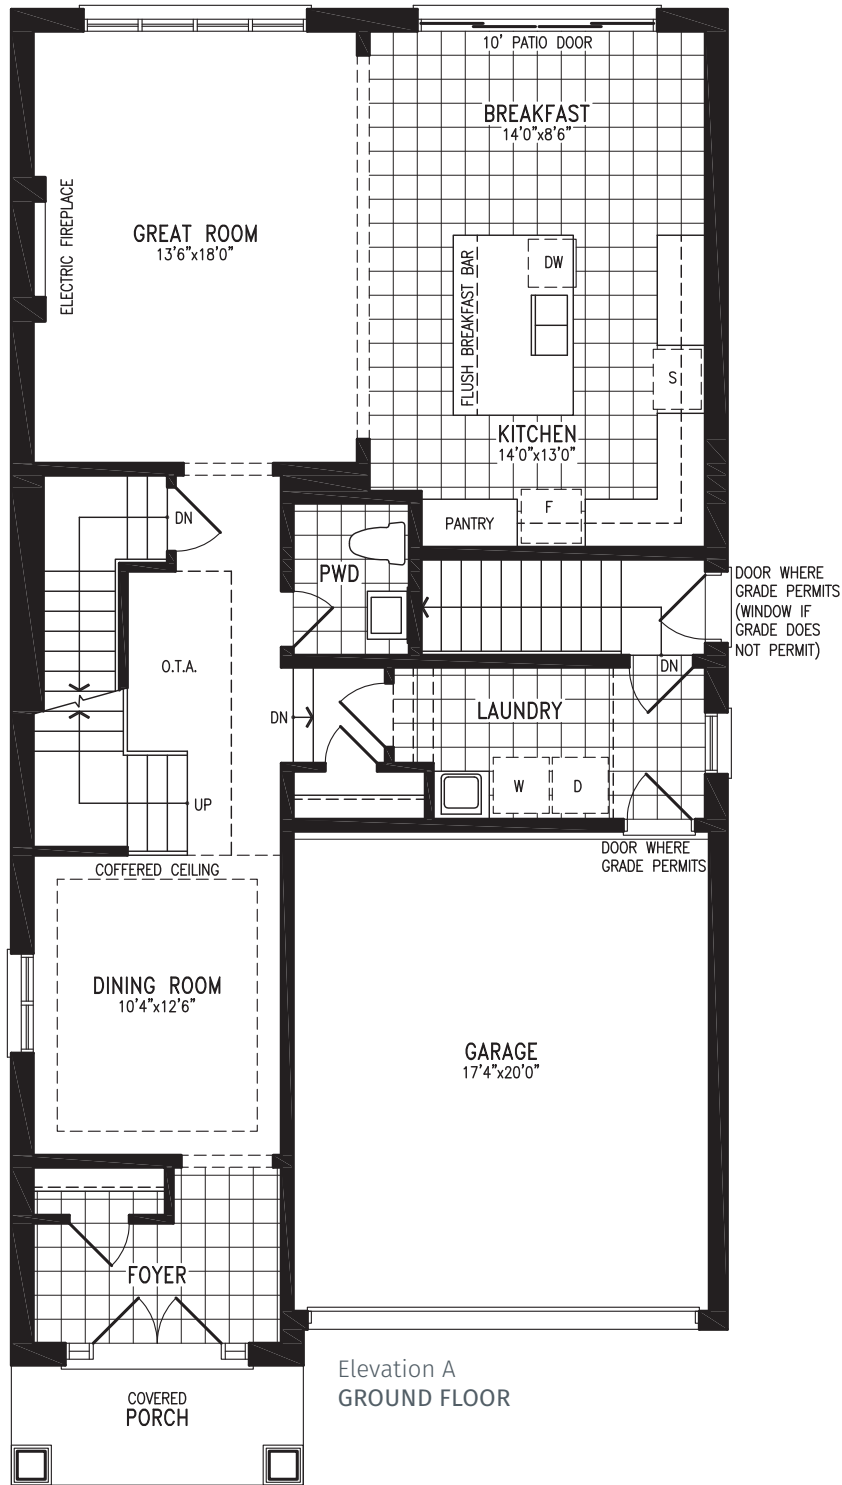 10' PATIO DOOR
BREAKFAST
14'0"x8'6"
GREAT ROOM
13'6"x18'0"
ELECTRIC FIREPLACE
DW
FLUSH BREAKFAST BAR
S
KITCHEN
14'0"x13'0"
F
PANTRY
DN
PWD
DOOR WHERE
GRADE PERMITS
(WINDOW IF
GRADE DOES
NOT PERMIT)
O.T.A.
DN
DN
LAUNDRY
W
D
UP
DOOR WHERE
GRADE PERMITS
COFFERED CEILING
DINING ROOM
10'4"x12'6"
GARAGE
17'4"x20'0"
FOYER
Elevation A
GROUND FLOOR
COVERED
PORCH